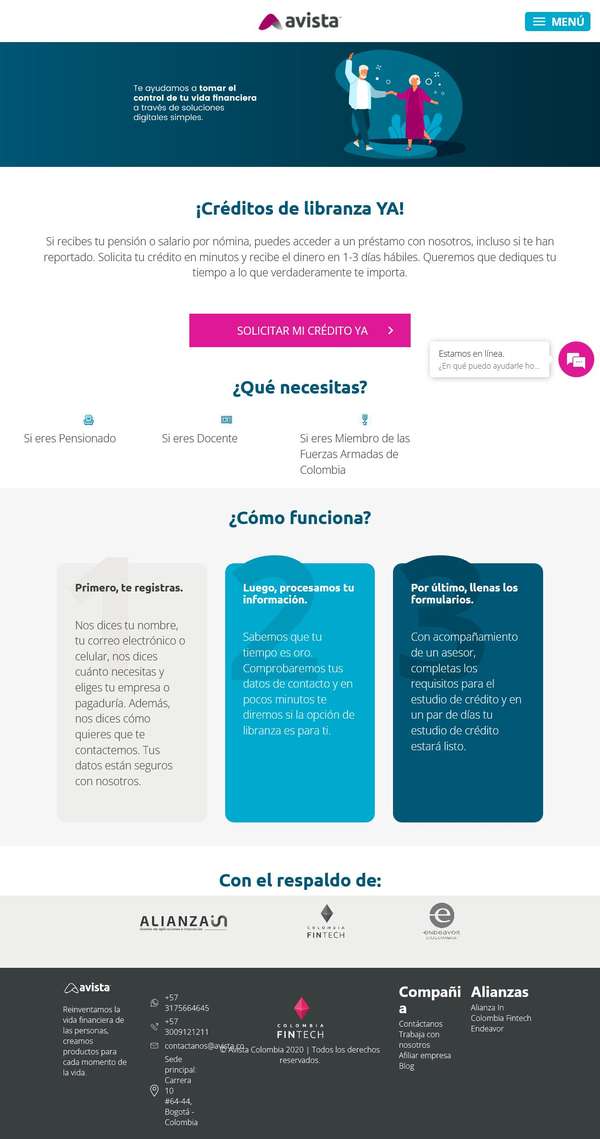 avista
MENÚ
Te ayudamos a tomar el
control de tu vida financiera
a través de soluciones
digitales simples.
¡Créditos de libranza YA!
Si recibes tu pensión o salario por nómina, puedes acceder a un préstamo con nosotros, incluso si te han
reportado. Solicita tu crédito en minutos y recibe el dinero en 1-3 días hábiles. Queremos que dediques tu
tiempo a lo que verdaderamente te importa.
SOLICITAR MI CRÉDITO YA
Estamos en línea.
¿En qué puedo ayudarle ho...
¿Qué necesitas?
Si eres Pensionado
Si eres Docente
Si eres Miembro de las
Fuerzas Armadas de
Colombia
¿Cómo funciona?
1
Primero, te registras.
Nos dices tu nombre,
tu correo electrónico o
celular, nos dices
cuánto necesitas y
eliges tu empresa o
pagaduría. Además,
nos dices cómo
quieres que te
contactemos. Tus
datos están seguros
con nosotros.
2
Luego, procesamos tu
información.
Sabemos que tu
tiempo es oro.
Comprobaremos tus
datos de contacto y en
pocos minutos te
diremos si la opción de
libranza es para ti.
3
Por último, llenas los
formularios.
Con acompañamiento
de un asesor,
completas los
requisitos para el
estudio de crédito y en
un par de días tu
estudio de crédito
estará listo.
Con el respaldo de:
ALIANZA in
COLOMBIA
FINTECH
endeavor
COLOMBIA
avista
Reinventamos la
vida financiera de
las personas,
creamos
productos para
cada momento de
la vida.
+57
3175664645
+57
3009121211
contactanos@avista.co
Sede
principal:
Carrera
10
#64-44,
Bogotá -
Colombia
COLOMBIA
FINTECH
© Avista Colombia 2020 | Todos los derechos
reservados.
Compañi
a
Contáctanos
Trabaja con
nosotros
Afiliar empresa
Blog
Alianzas
Alianza In
Colombia Fintech
Endeavor